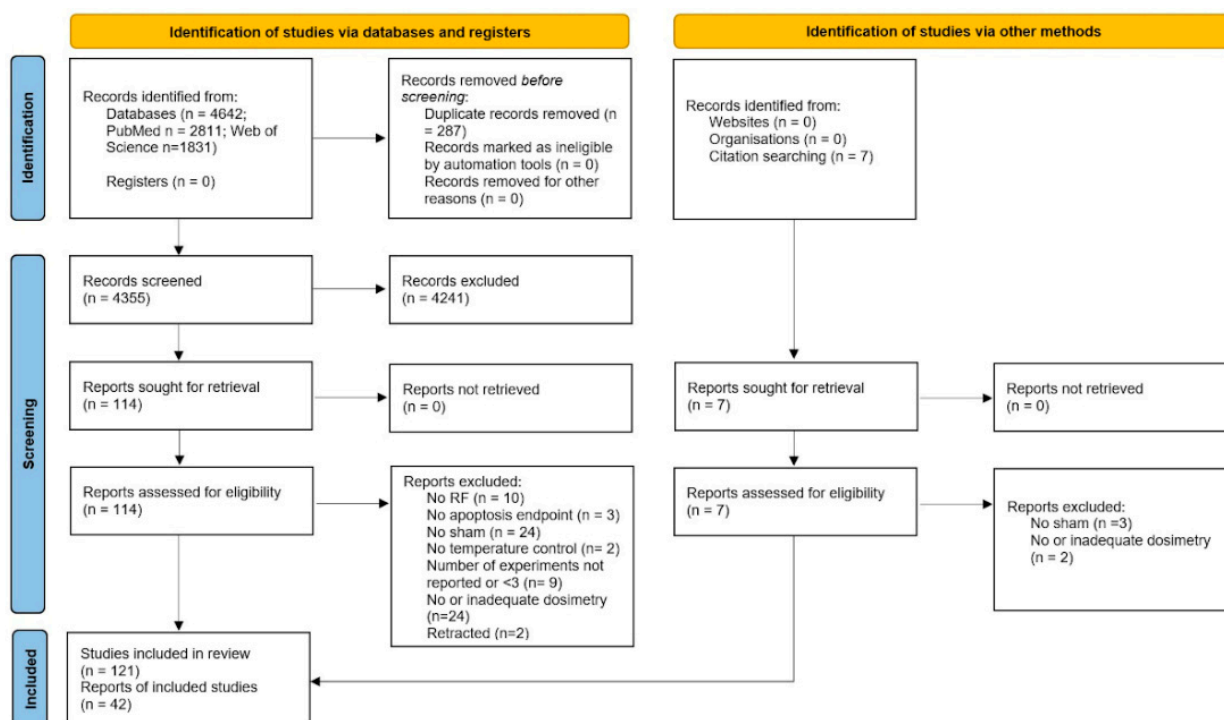 Identification of studies via databases and registers
Identification of studies via other methods
Identification
Records identified from:
Databases (n = 4642;
PubMed n = 2811; Web of
Science n=1831)
Registers (n = 0)
Records removed before
screening:
Duplicate records removed (n
= 287)
Records marked as ineligible
by automation tools (n = 0)
Records removed for other
reasons (n = 0)
Records identified from:
Websites (n = 0)
Organisations (n = 0)
Citation searching (n = 7)
Screening
Records screened
(n = 4355)
Records excluded
(n = 4241)
Reports sought for retrieval
(n = 114)
Reports not retrieved
(n = 0)
Reports sought for retrieval
(n = 7)
Reports not retrieved
(n = 0)
Reports assessed for eligibility
(n = 114)
Reports excluded:
No RF (n = 10)
No apoptosis endpoint (n = 3)
No sham (n = 24)
No temperature control (n= 2)
Number of experiments not
reported or <3 (n= 9)
No or inadequate dosimetry
(n=24)
Retracted (n=2)
Reports assessed for eligibility
(n = 7)
Reports excluded:
No sham (n =3)
No or inadequate dosimetry
(n = 2)
Included
Studies included in review
(n = 121)
Reports of included studies
(n = 42)